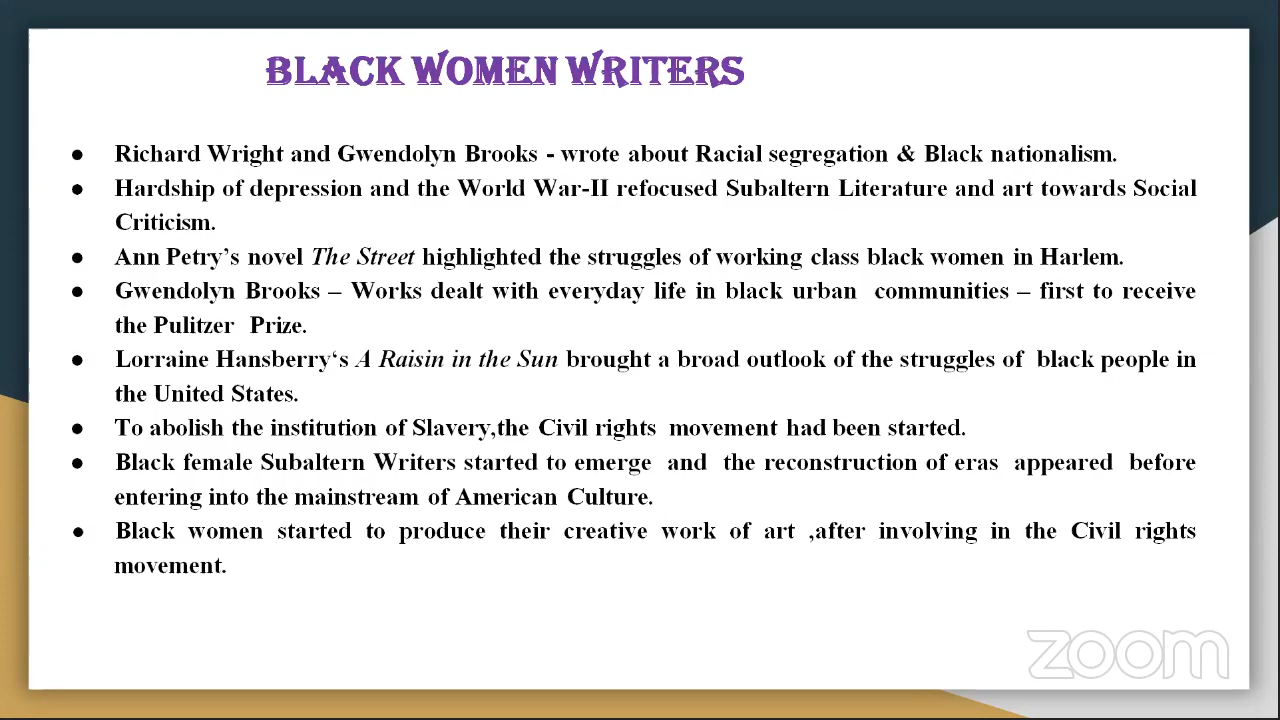 BLACK WOMEN WRITERS
● Richard Wright and Gwendolyn Brooks - wrote about Racial segregation & Black nationalism.
● Hardship of depression and the World War-II refocused Subaltern Literature and art towards Social
Criticism.
● Ann Petry’s novel The Street highlighted the struggles of working class black women in Harlem.
● Gwendolyn Brooks – Works dealt with everyday life in black urban communities – first to receive
the Pulitzer Prize.
● Lorraine Hansberry‘s A Raisin in the Sun brought a broad outlook of the struggles of black people in
the United States.
● To abolish the institution of Slavery,the Civil rights movement had been started.
● Black female Subaltern Writers started to emerge and the reconstruction of eras appeared before
entering into the mainstream of American Culture.
● Black women started to produce their creative work of art ,after involving in the Civil rights
movement.
zoom